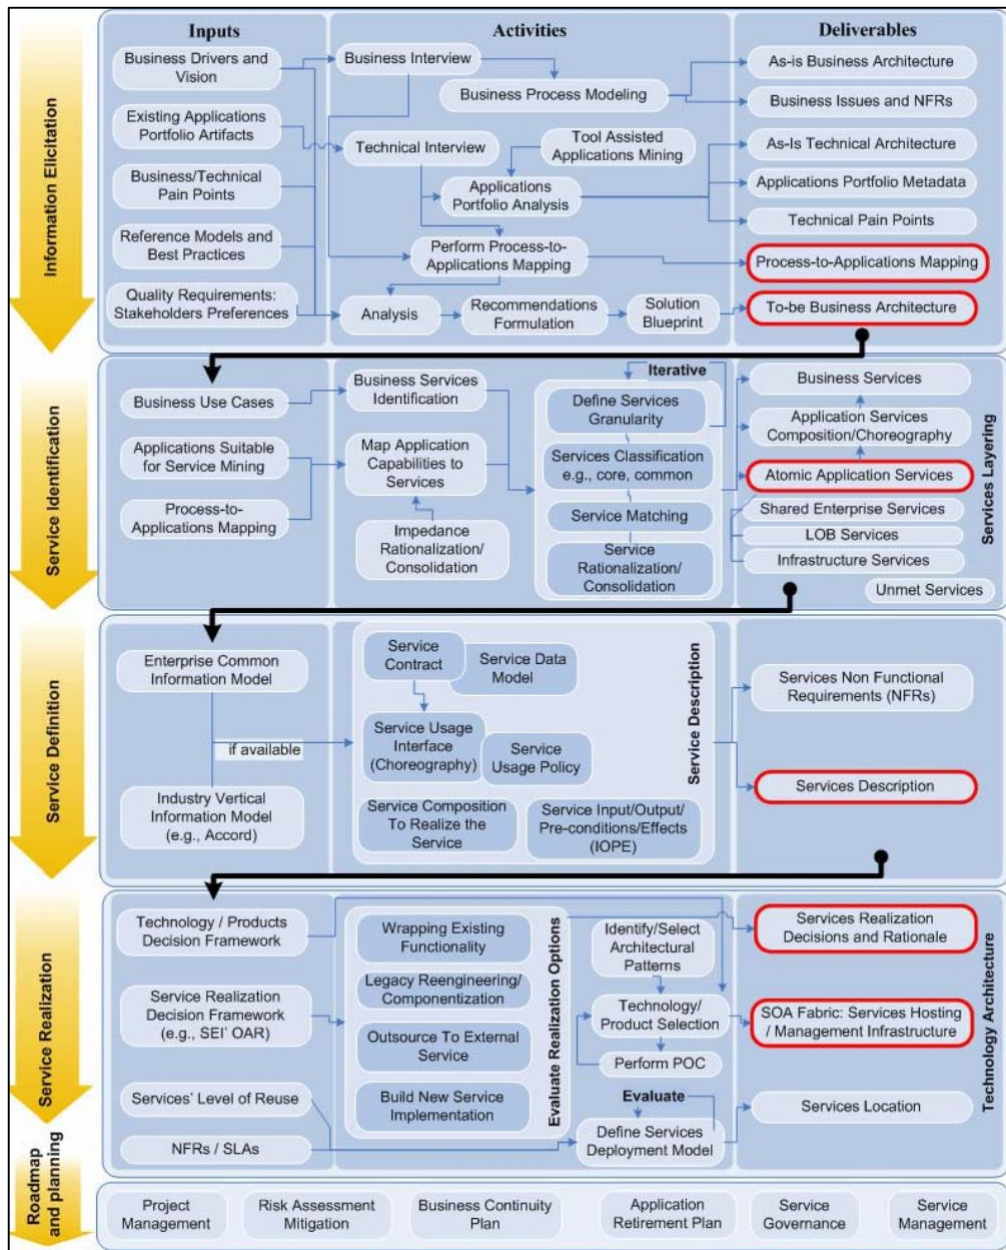 Inputs
Activities
Deliverables
Information Elicitation
Business Drivers and
Vision
Existing Applications
Portfolio Artifacts
Business/Technical
Pain Points
Reference Models and
Best Practices
Quality Requirements:
Stakeholders Preferences
Business Interview
Business Process Modeling
Technical Interview
Tool Assisted
Applications Mining
Applications
Portfolio Analysis
Perform Process-to-
Applications Mapping
Analysis
Recommendations
Formulation
Solution
Blueprint
As-is Business Architecture
Business Issues and NFRs
As-Is Technical Architecture
Applications Portfolio Metadata
Technical Pain Points
Process-to-Applications Mapping
To-be Business Architecture
Service Identification
Business Use Cases
Applications Suitable
for Service Mining
Process-to-
Applications Mapping
Business Services
Identification
Map Application
Capabilities to
Services
Impedance
Rationalization/
Consolidation
Iterative
Define Services
Granularity
Services Classification
e.g., core, common
Service Matching
Service
Rationalization/
Consolidation
Business Services
Application Services
Composition/Choreography
Atomic Application Services
Shared Enterprise Services
LOB Services
Infrastructure Services
Unmet Services
Services Layering
Service Definition
Enterprise Common
Information Model
if available
Industry Vertical
Information Model
(e.g., Accord)
Service
Contract
Service Data
Model
Service Usage
Interface
(Choreography)
Service
Usage Policy
Service Composition
To Realize the
Service
Service Input/Output/
Pre-conditions/Effects
(IOPE)
Service Description
Services Non Functional
Requirements (NFRs)
Services Description
Service Realization
Technology / Products
Decision Framework
Service Realization
Decision Framework
(e.g., SEI' OAR)
Services' Level of Reuse
NFRs / SLAs
Wrapping Existing
Functionality
Legacy Reengineering/
Componentization
Outsource To External
Service
Build New Service
Implementation
Evaluate Realization Options
Identify/Select
Architectural
Patterns
Technology/
Product Selection
Perform POC
Evaluate
Define Services
Deployment Model
Services Realization
Decisions and Rationale
SOA Fabric: Services Hosting
/ Management Infrastructure
Services Location
Technology Architecture
Roadmap
and planning
Project
Management
Risk Assessment
Mitigation
Business Continuity
Plan
Application
Retirement Plan
Service
Governance
Service
Management